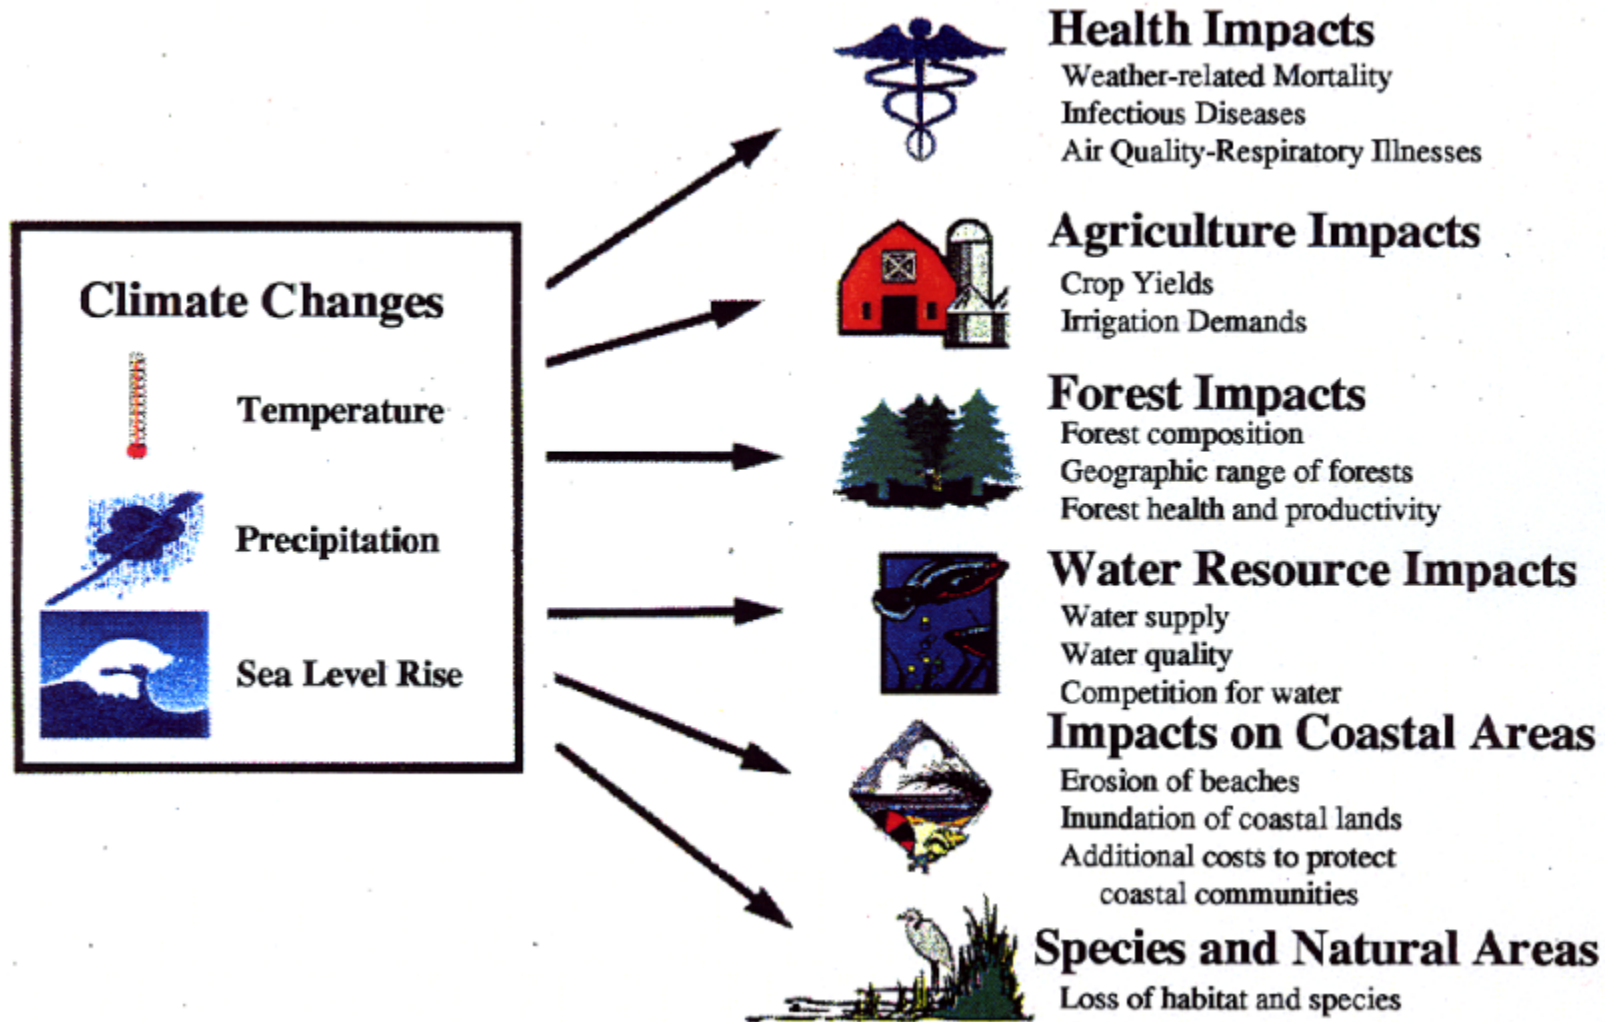 Climate Changes
Temperature
Precipitation
Sea Level Rise
Health Impacts
Weather-related Mortality
Infectious Diseases
Air Quality-Respiratory Illnesses
Agriculture Impacts
Crop Yields
Irrigation Demands
Forest Impacts
Forest composition
Geographic range of forests
Forest health and productivity
Water Resource Impacts
Water supply
Water quality
Competition for water
Impacts on Coastal Areas
Erosion of beaches
Inundation of coastal lands
Additional costs to protect
coastal communities
Species and Natural Areas
Loss of habitat and species